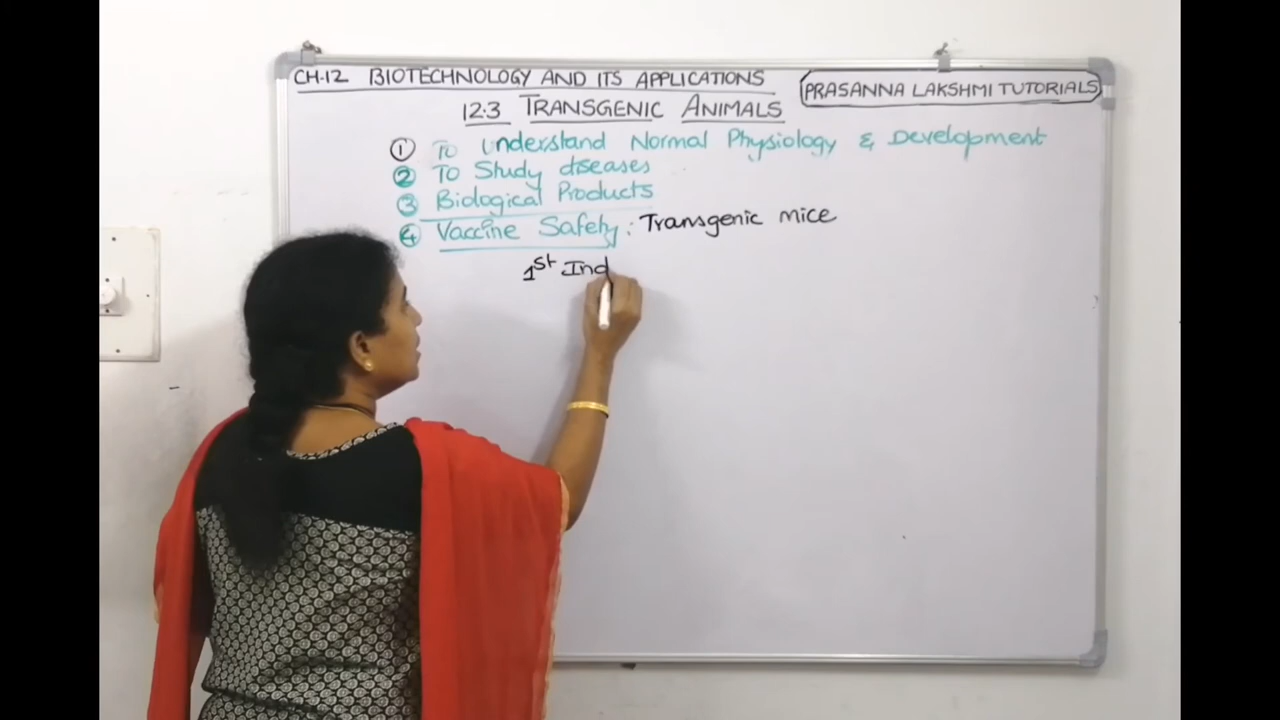 CH.12 BIOTECHNOLOGY AND ITS APPLICATIONS
PRASANNA LAKSHMI TUTORIALS
12.3 TRANSGENIC ANIMALS
1 To Understand Normal Physiology & Development
2 To Study diseases
3 Biological Products
4 Vaccine Safety : Transgenic mice
1st Ind